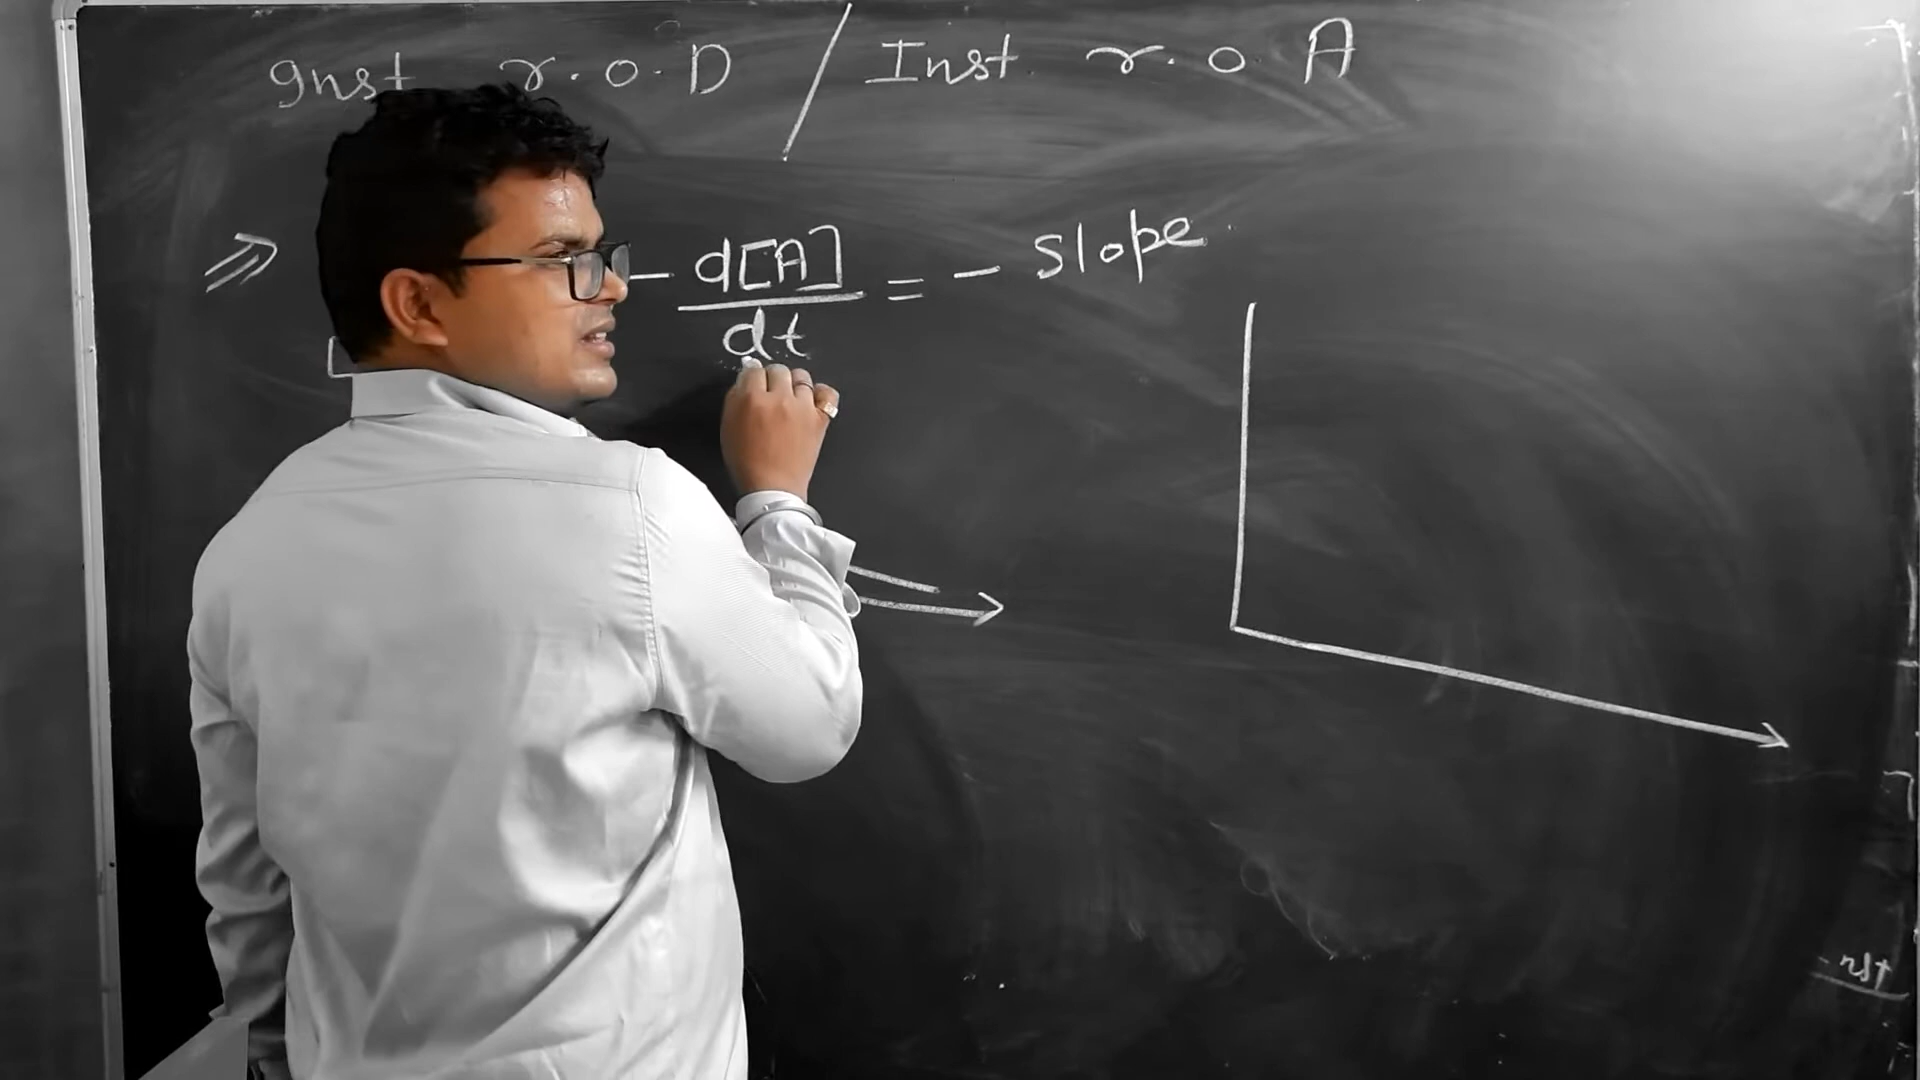 Inst r.o.D / Inst. r.o A
⇒ - d[A]/dt = - Slope